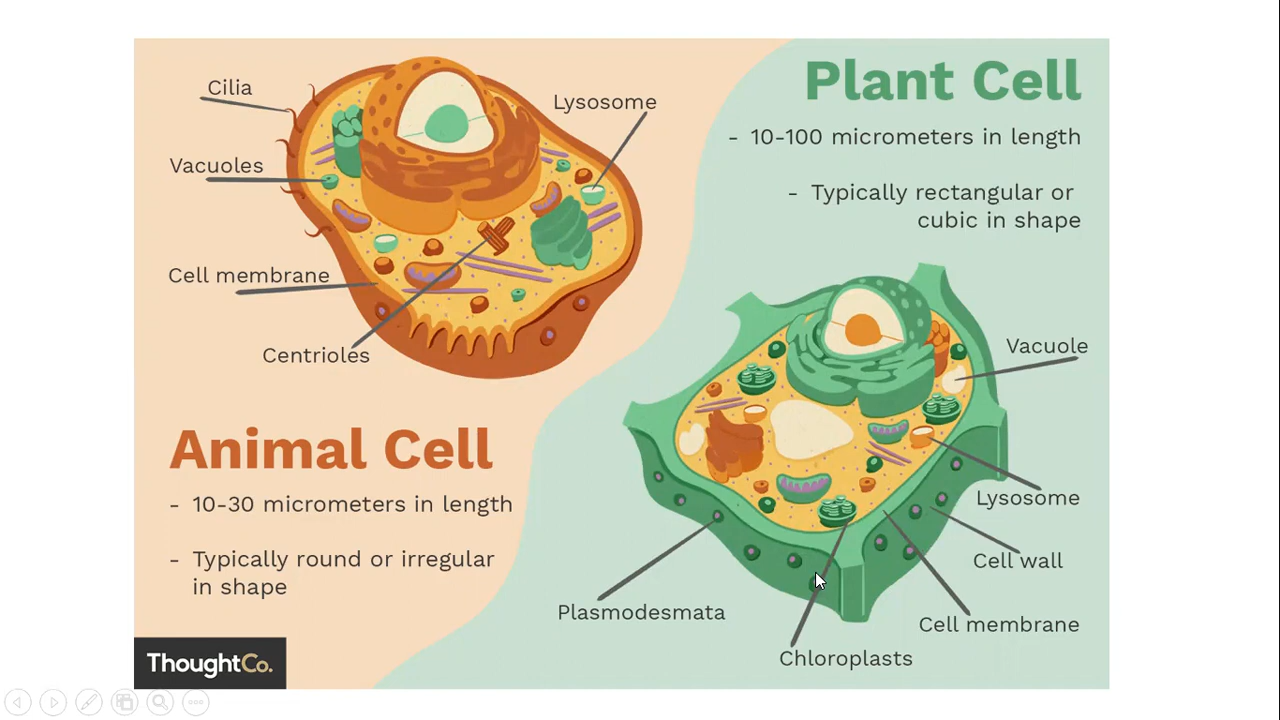 Cilia
Lysosome
Vacuoles
Cell membrane
Centrioles
Animal Cell
- 10-30 micrometers in length
- Typically round or irregular
in shape
ThoughtCo.
Plant Cell
- 10-100 micrometers in length
- Typically rectangular or
cubic in shape
Vacuole
Lysosome
Cell wall
Cell membrane
Plasmodesmata
Chloroplasts